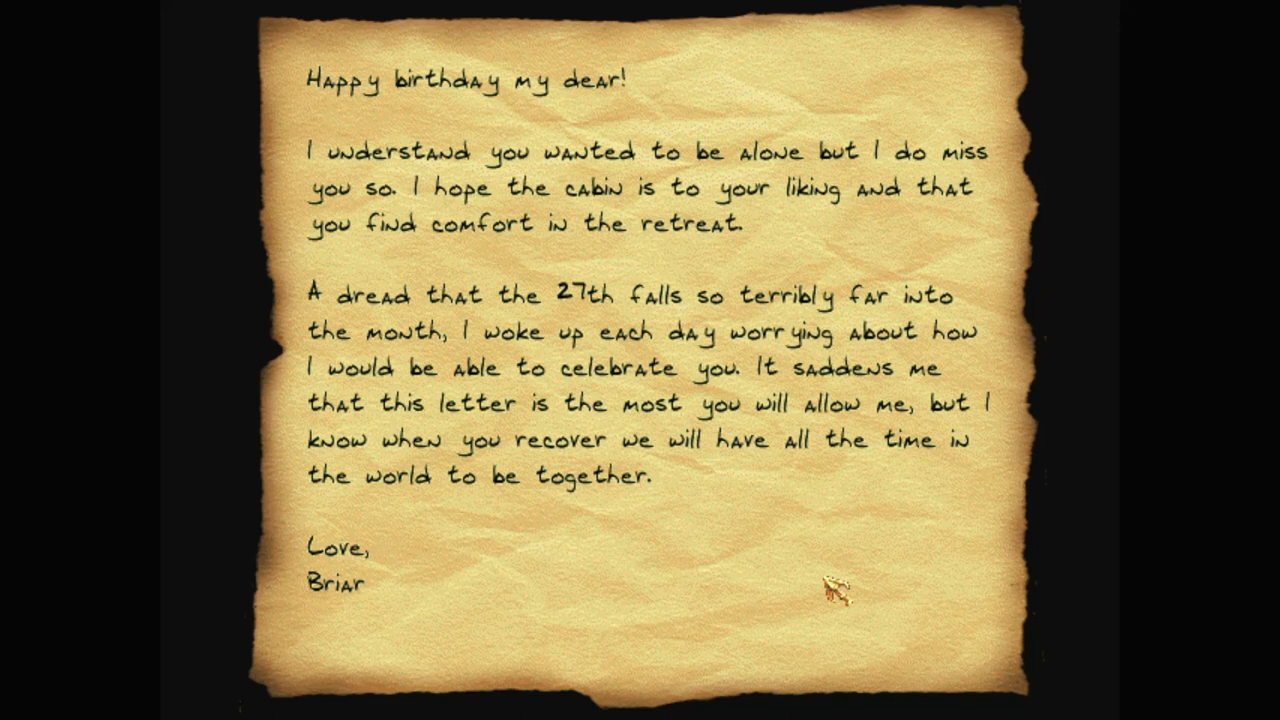 Happy birthday my dear!
I understand you wanted to be alone but I do miss
you so. I hope the cabin is to your liking and that
you find comfort in the retreat.
A dread that the 27th falls so terribly far into
the month, I woke up each day worrying about how
I would be able to celebrate you. It saddens me
that this letter is the most you will allow me, but I
know when you recover we will have all the time in
the world to be together.
Love,
Briar